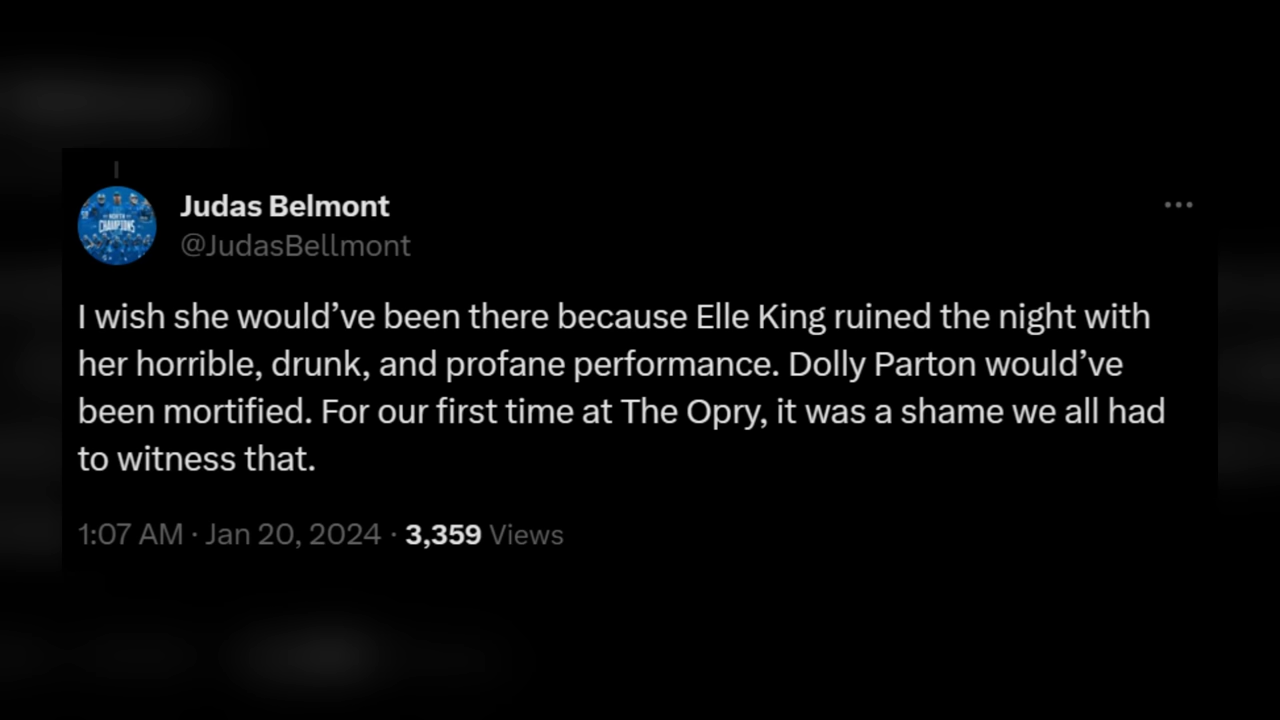 Judas Belmont
@JudasBellmont
I wish she would’ve been there because Elle King ruined the night with
her horrible, drunk, and profane performance. Dolly Parton would’ve
been mortified. For our first time at The Opry, it was a shame we all had
to witness that.
1:07 AM · Jan 20, 2024 · 3,359 Views
NORTH
CHAMPIONS